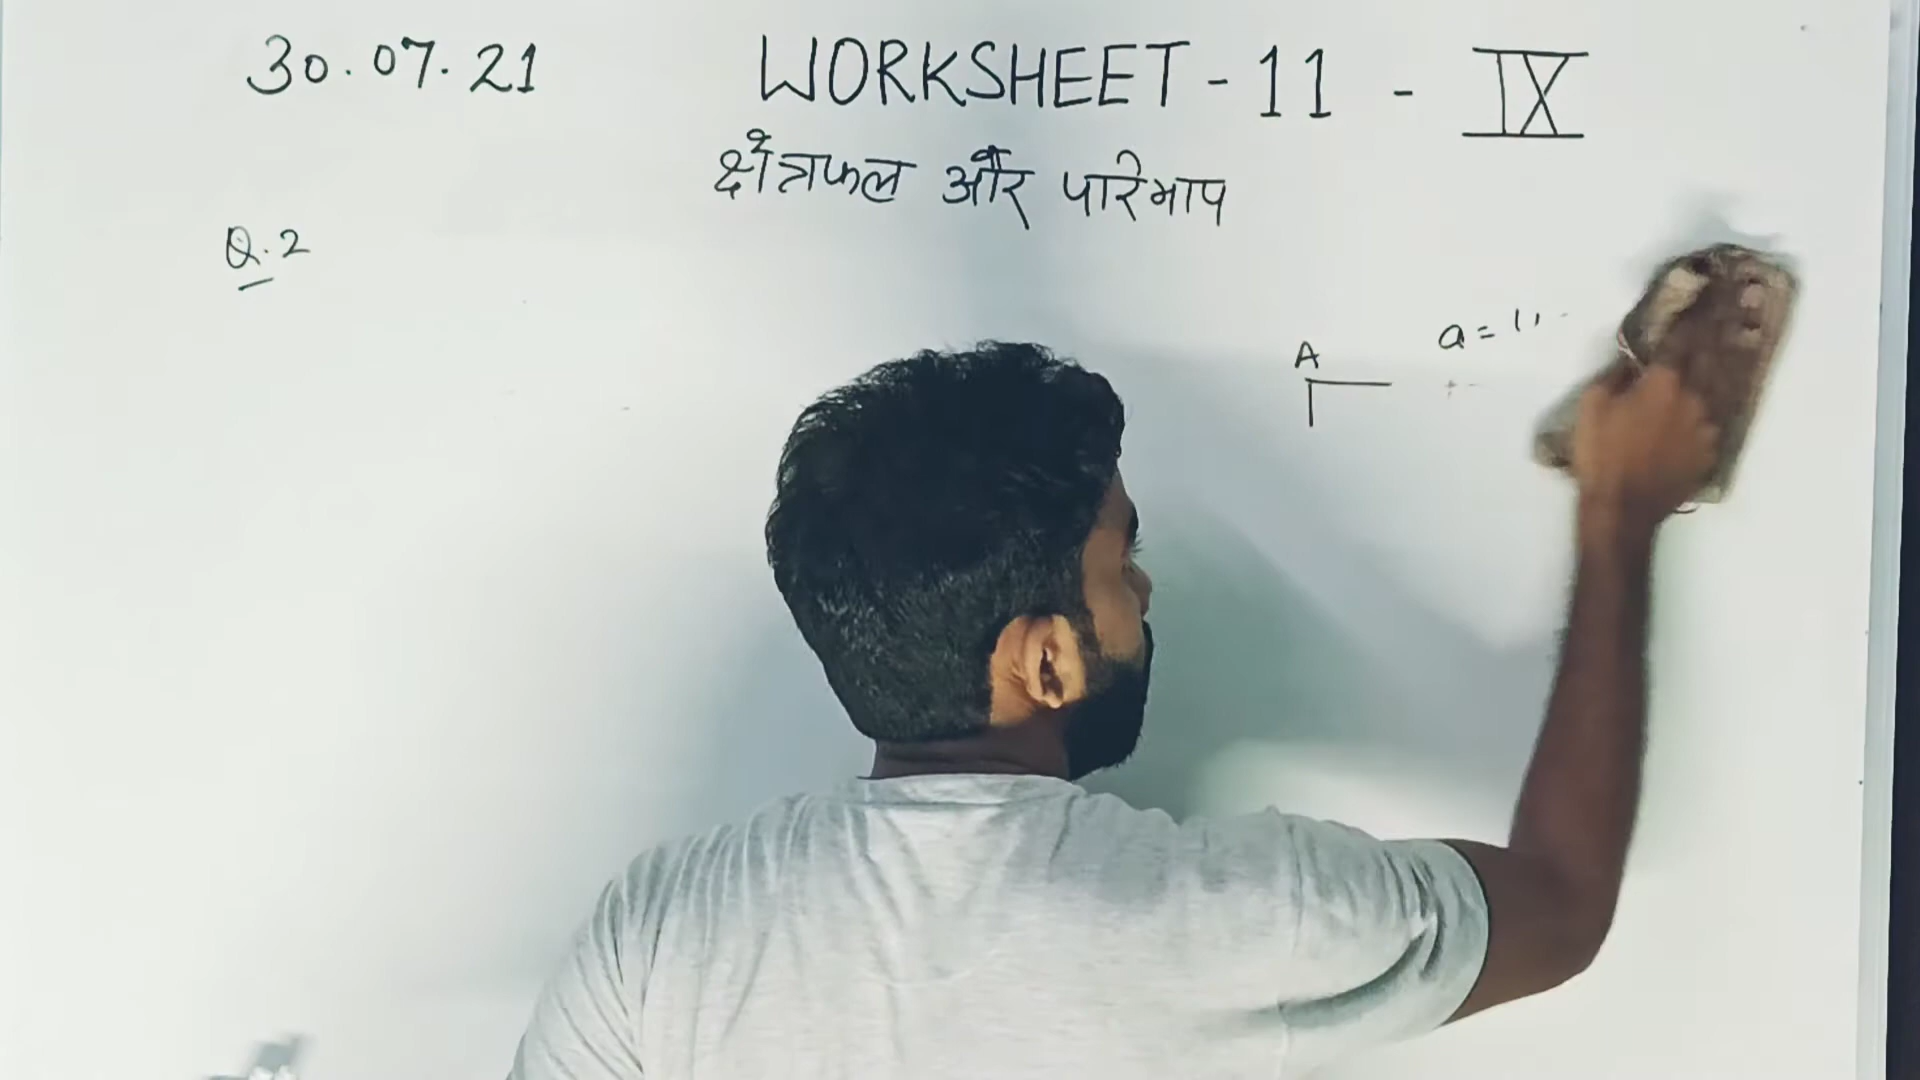 30.07.21 WORKSHEET - 11 - IX
क्षेत्रफल और परिमाप
Q.2
a =
A